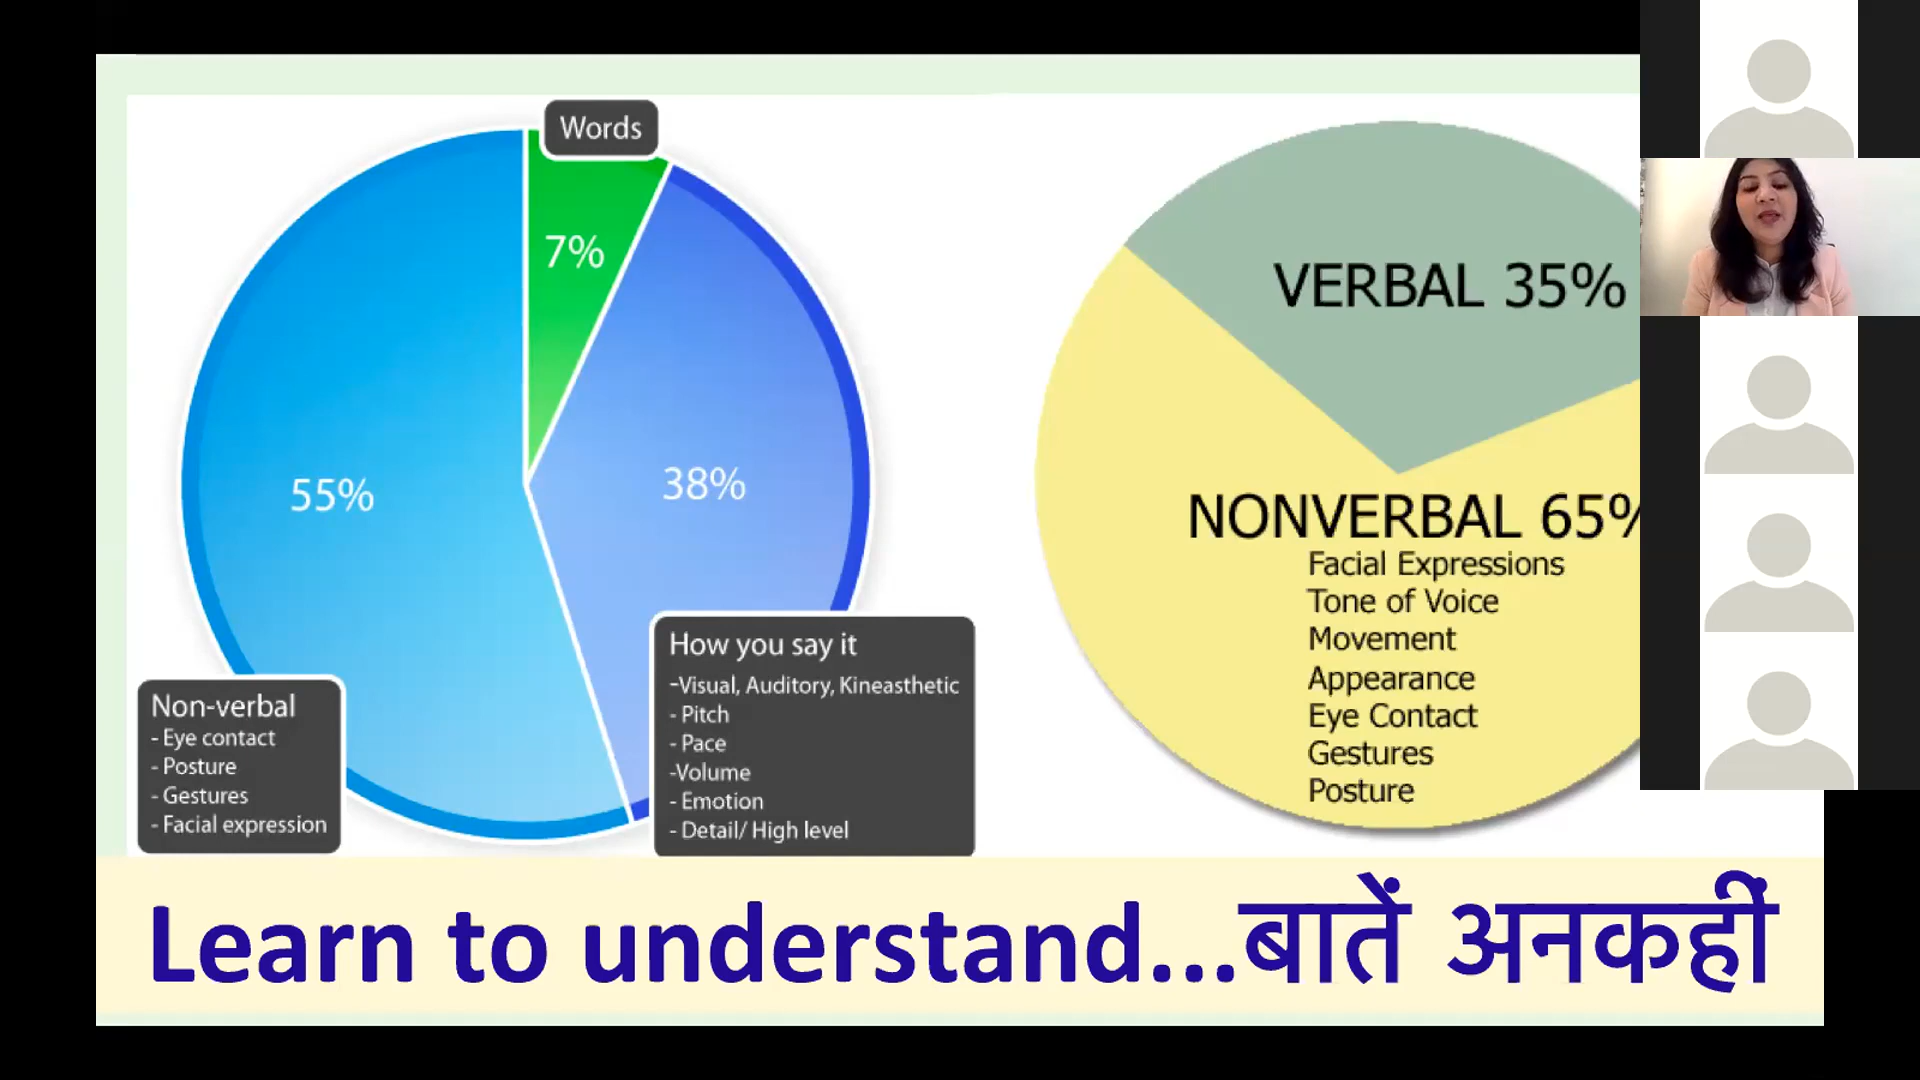 Words
7%
55%
38%
Non-verbal
- Eye contact
- Posture
- Gestures
- Facial expression
How you say it
-Visual, Auditory, Kineasthetic
- Pitch
- Pace
-Volume
- Emotion
- Detail/ High level
VERBAL 35%
NONVERBAL 65%
Facial Expressions
Tone of Voice
Movement
Appearance
Eye Contact
Gestures
Posture
Learn to understand...बातें अनकहीं